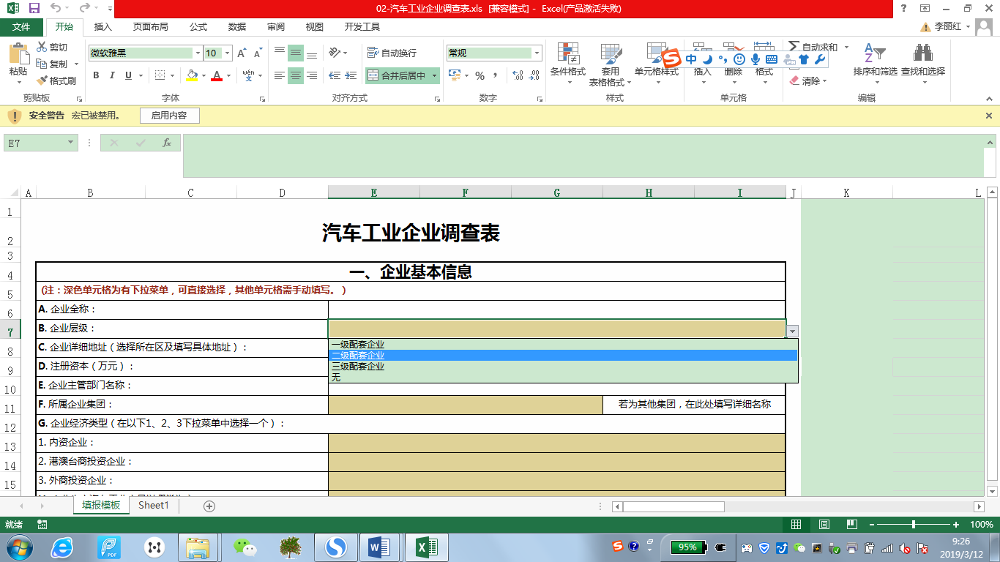 02-汽车工业企业调查表.xls [兼容模式] - Excel(产品激活失败)
文件 开始 插入 页面布局 公式 数据 审阅 视图 开发工具 李丽红
粘贴 剪切 复制 格式刷 剪贴板
微软雅黑 10 A A
B I U A wén 字体
自动换行 合并后居中 对齐方式
常规 % , 数字
条件格式 套用表格格式 单元格样式 样式
插入 删除 格式 单元格
自动求和 清除 排序和筛选 查找和选择 编辑
中
安全警告 宏已被禁用。 启用内容
E7 fx
A B C D E F G H I J K L
1
2 汽车工业企业调查表
3
4 一、企业基本信息
5 (注：深色单元格为有下拉菜单，可直接选择，其他单元格需手动填写。)
6 A. 企业全称：
7 B. 企业层级：
一级配套企业
二级配套企业
三级配套企业
无
8 C. 企业详细地址（选择所在区及填写具体地址）：
9 D. 注册资本（万元）：
10 E. 企业主管部门名称：
11 F. 所属企业集团： 若为其他集团，在此处填写详细名称
12 G. 企业经济类型（在以下1、2、3下拉菜单中选择一个）：
13 1. 内资企业：
14 2. 港澳台商投资企业：
15 3. 外商投资企业：
填报模板 Sheet1
就绪 100%
PDF 95% 9:26
2019/3/12